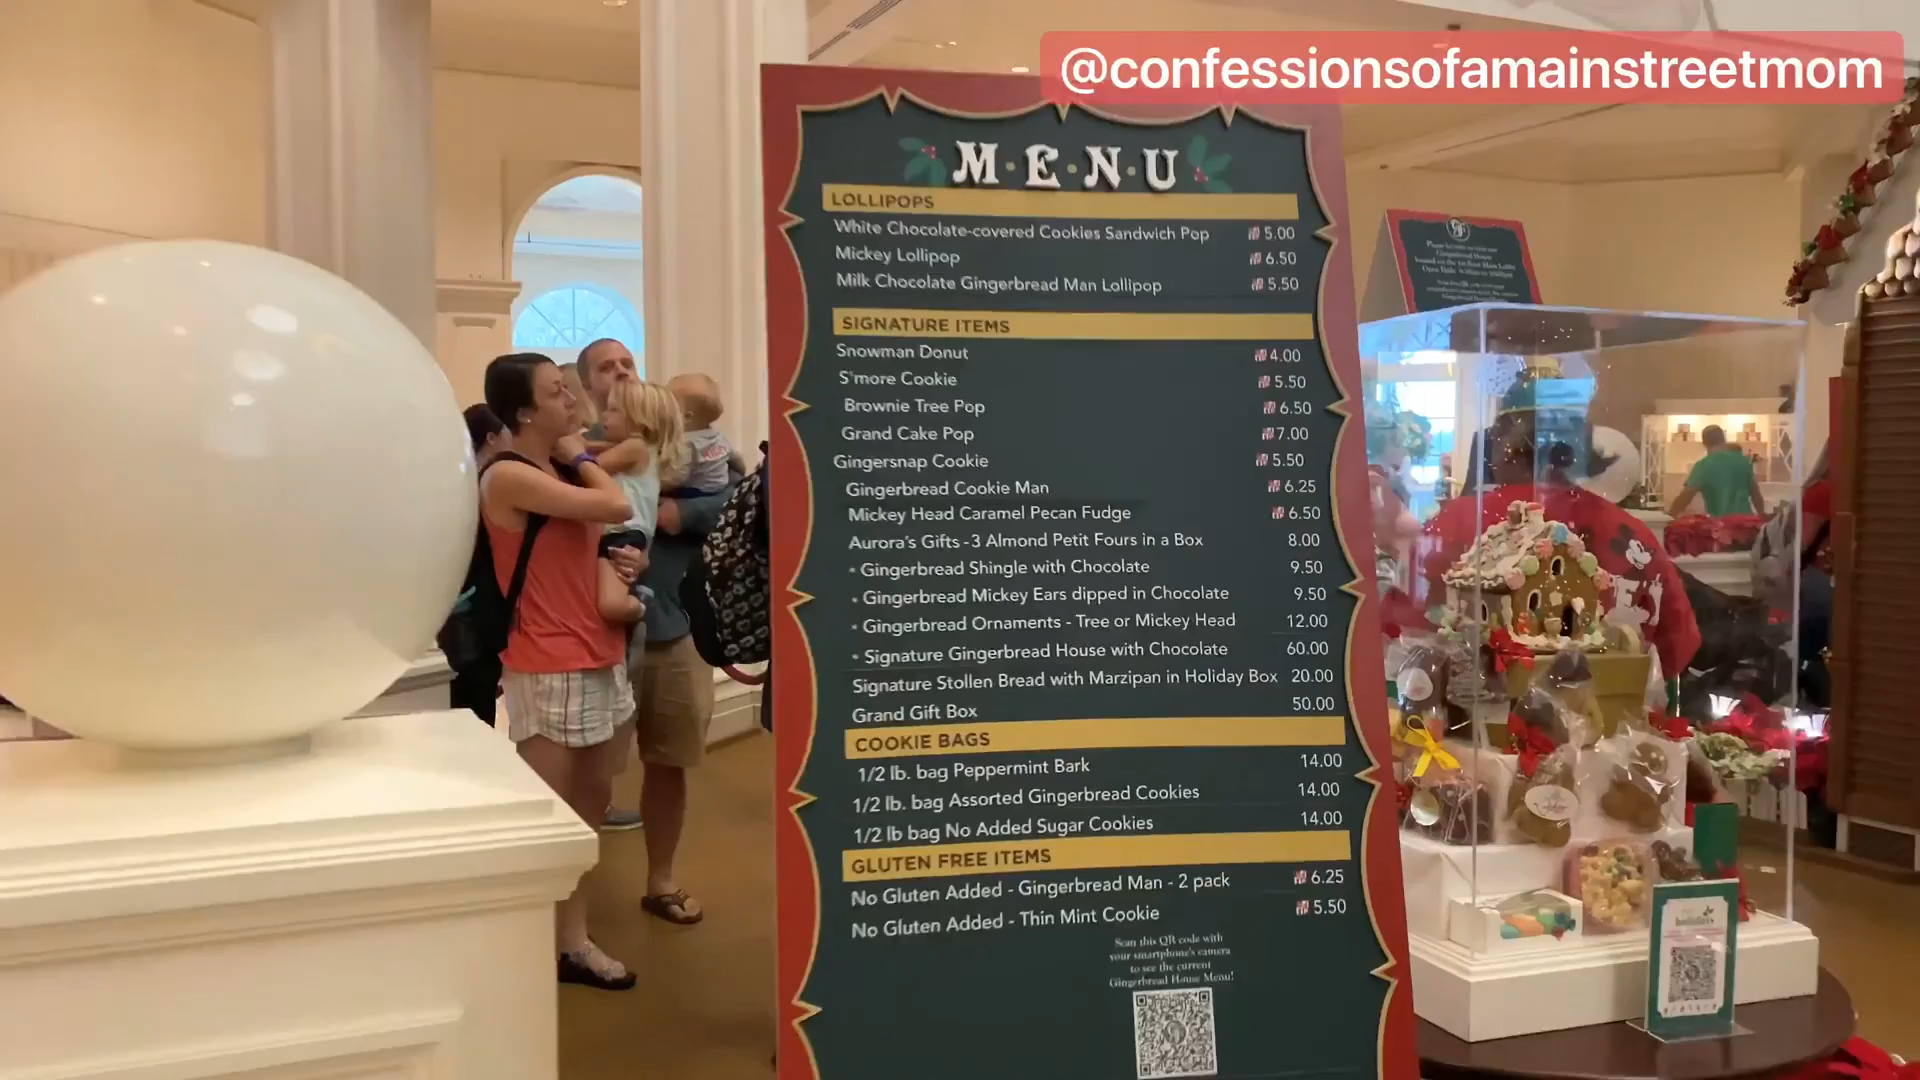 @confessionsofamainstreetmom
M·E·N·U
LOLLIPOPS
White Chocolate-covered Cookies Sandwich Pop 5.00
Mickey Lollipop 6.50
Milk Chocolate Gingerbread Man Lollipop 5.50
SIGNATURE ITEMS
Snowman Donut 4.00
S'more Cookie 5.50
Brownie Tree Pop 6.50
Grand Cake Pop 7.00
Gingersnap Cookie 5.50
Gingerbread Cookie Man 6.25
Mickey Head Caramel Pecan Fudge 6.50
Aurora's Gifts -3 Almond Petit Fours in a Box 8.00
• Gingerbread Shingle with Chocolate 9.50
• Gingerbread Mickey Ears dipped in Chocolate 9.50
• Gingerbread Ornaments - Tree or Mickey Head 12.00
• Signature Gingerbread House with Chocolate 60.00
Signature Stollen Bread with Marzipan in Holiday Box 20.00
Grand Gift Box 50.00
COOKIE BAGS
1/2 lb. bag Peppermint Bark 14.00
1/2 lb. bag Assorted Gingerbread Cookies 14.00
1/2 lb bag No Added Sugar Cookies 14.00
GLUTEN FREE ITEMS
No Gluten Added - Gingerbread Man - 2 pack 6.25
No Gluten Added - Thin Mint Cookie 5.50
Scan this QR code with
your smartphone's camera
to see the current
Gingerbread House Menu!